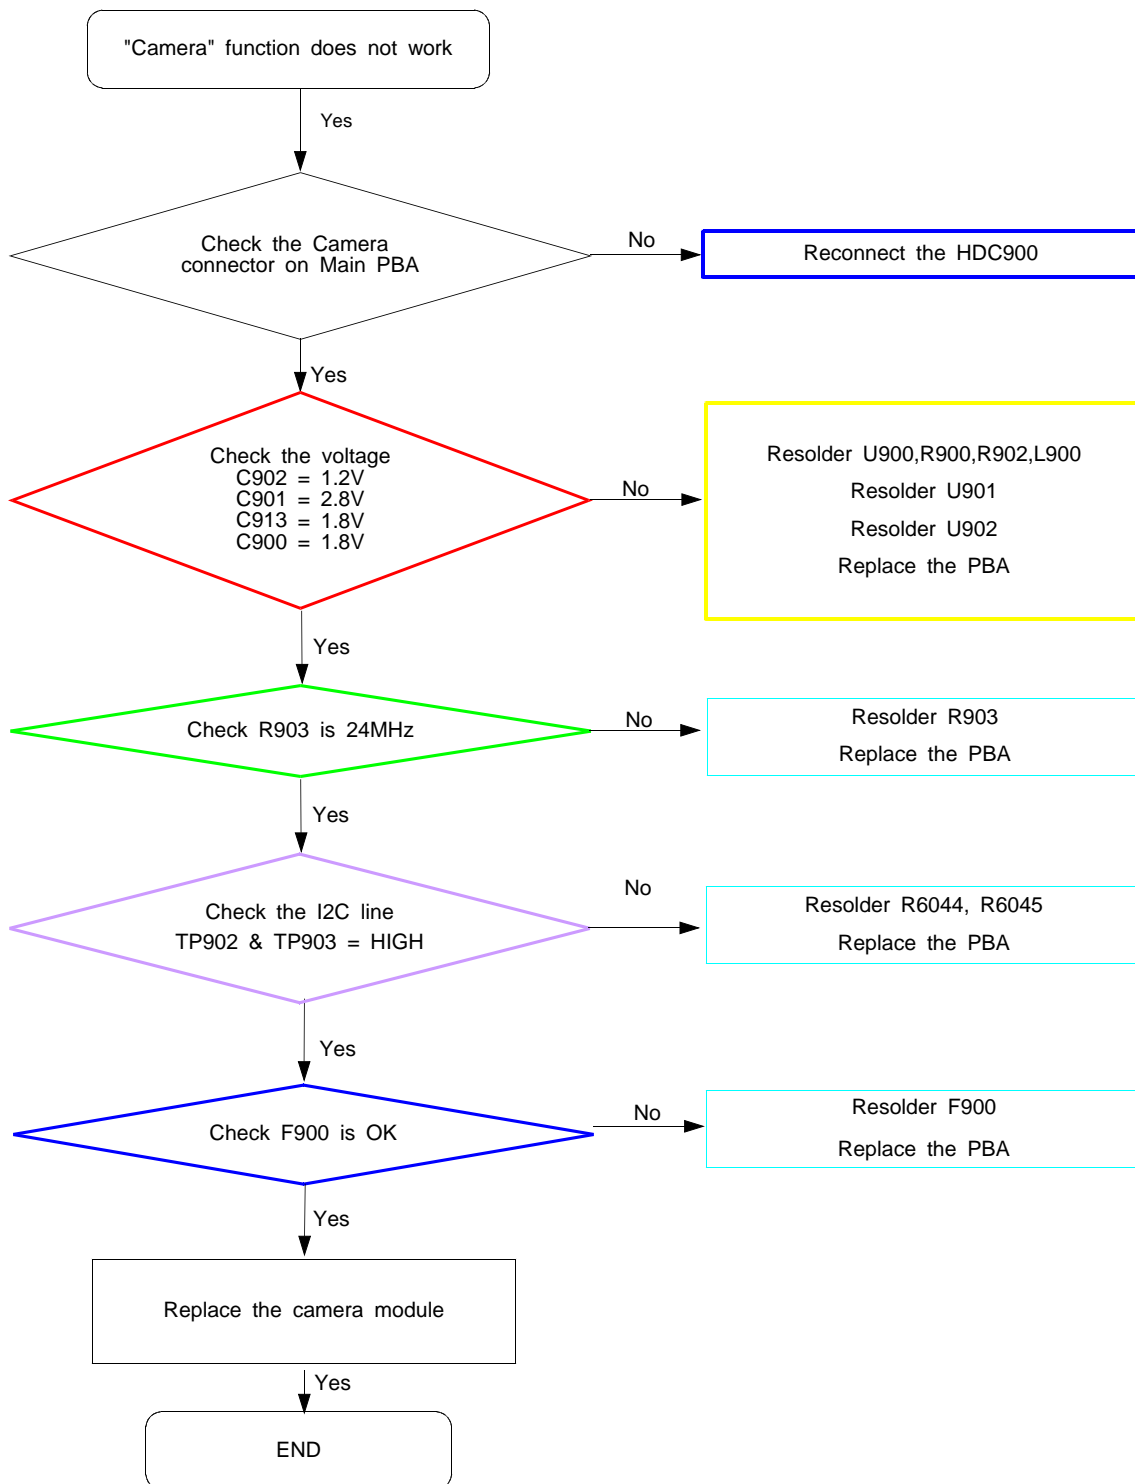 "Camera" function does not work
Yes
Check the Camera
connector on Main PBA
No
Reconnect the HDC900
Yes
Check the voltage
C902 = 1.2V
C901 = 2.8V
C913 = 1.8V
C900 = 1.8V
No
Resolder U900,R900,R902,L900
Resolder U901
Resolder U902
Replace the PBA
Yes
Check R903 is 24MHz
No
Resolder R903
Replace the PBA
Yes
Check the I2C line
TP902 & TP903 = HIGH
No
Resolder R6044, R6045
Replace the PBA
Yes
Check F900 is OK
No
Resolder F900
Replace the PBA
Yes
Replace the camera module
Yes
END